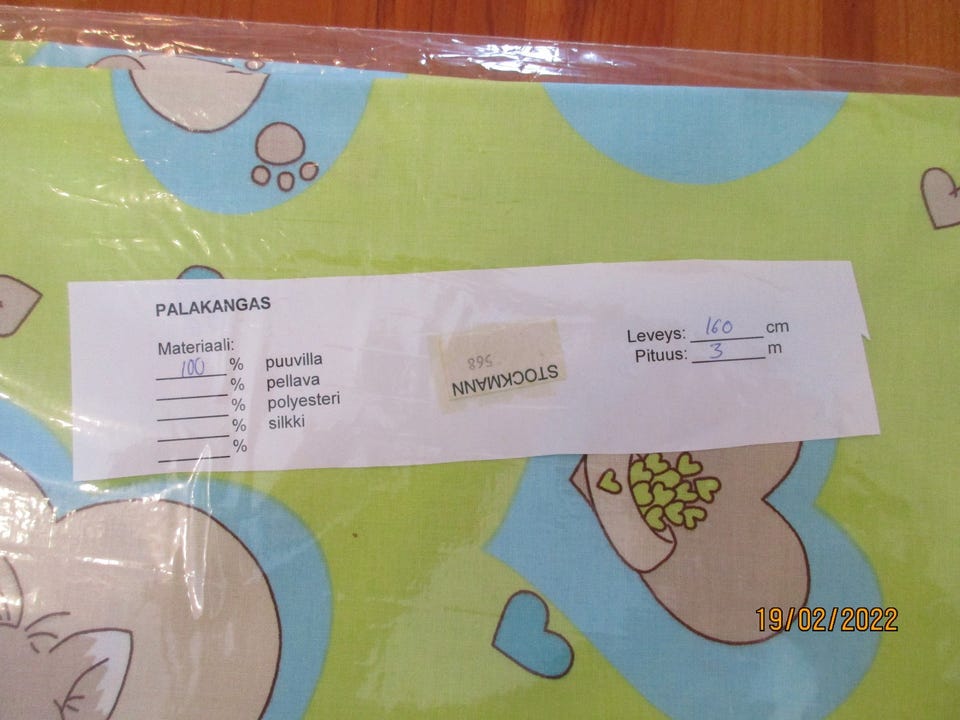 PALAKANGAS
Materiaali:
100 % puuvilla
% pellava
% polyesteri
% silkki
%
STOCKMANN
568
Leveys: 160 cm
Pituus: 3 m
19/02/2022